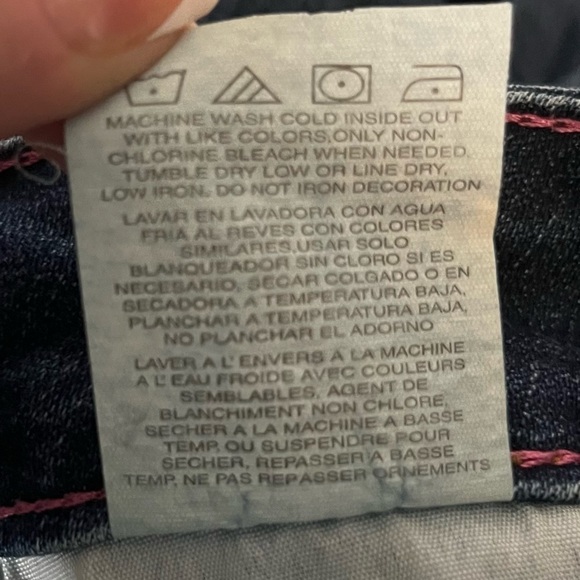 MACHINE WASH COLD INSIDE OUT
WITH LIKE COLORS,ONLY NON-
CHLORINE BLEACH WHEN NEEDED.
TUMBLE DRY LOW OR LINE DRY,
LOW IRON. DO NOT IRON DECORATION
LAVAR EN LAVADORA CON AGUA
FRIA AL REVES CON COLORES
SIMILARES,USAR SOLO
BLANQUEADOR SIN CLORO SI ES
NECESARIO, SECAR COLGADO O EN
SECADORA A TEMPERATURA BAJA,
PLANCHAR A TEMPERATURA BAJA,
NO PLANCHAR EL ADORNO
LAVER A L'ENVERS A LA MACHINE
A L'EAU FROIDE AVEC COULEURS
SEMBLABLES, AGENT DE
BLANCHIMENT NON CHLORE,
SECHER A LA MACHINE A BASSE
TEMP. OU SUSPENDRE POUR
SECHER, REPASSER A BASSE
TEMP, NE PAS REPASSER ORNEMENTS